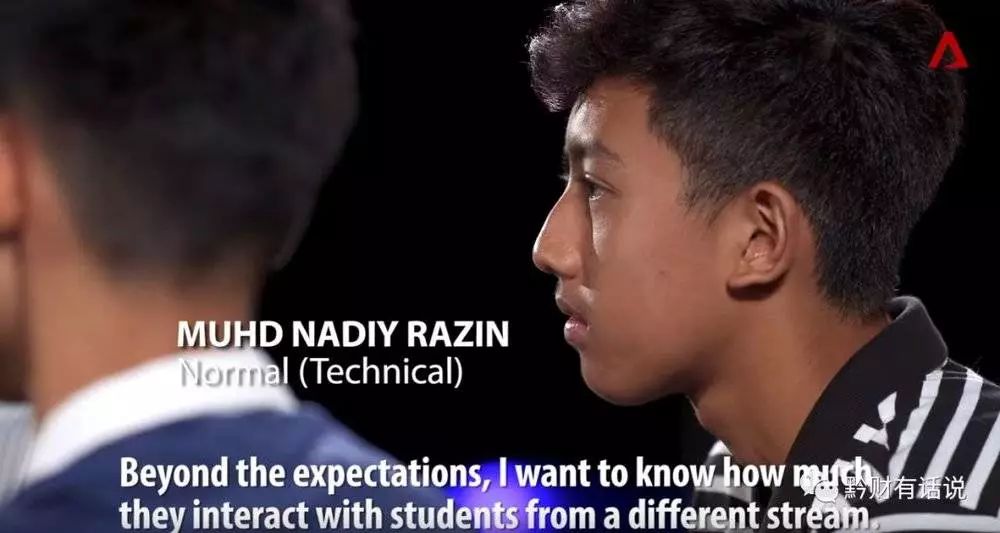 MUHD NADIY RAZIN
Normal (Technical)
Beyond the expectations, I want to know how much
they interact with students from a different stream.
黔财有话说